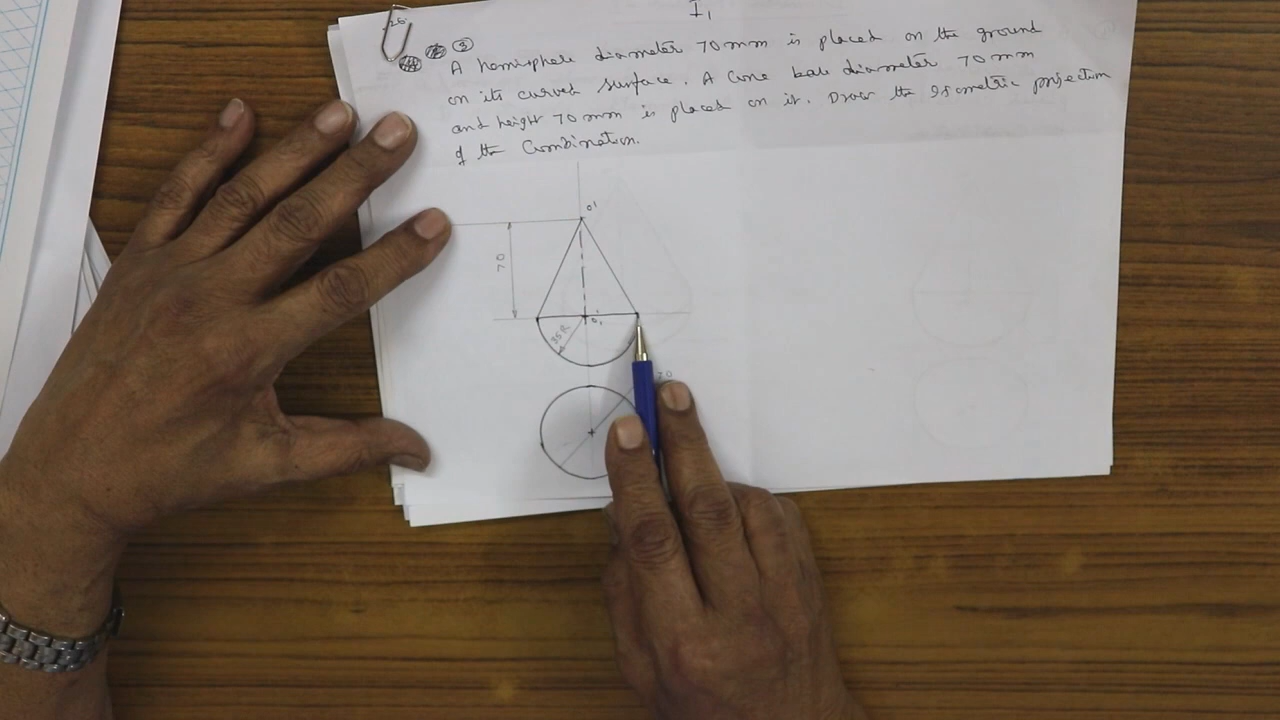 I1
26.
3
A hemisphere diameter 70 mm is placed on the ground
on its curved surface. A Cone base diameter 70 mm
and height 70 mm is placed on it. Draw the Isometric projection
of the Combination.
o'
70
o1'
35R
70